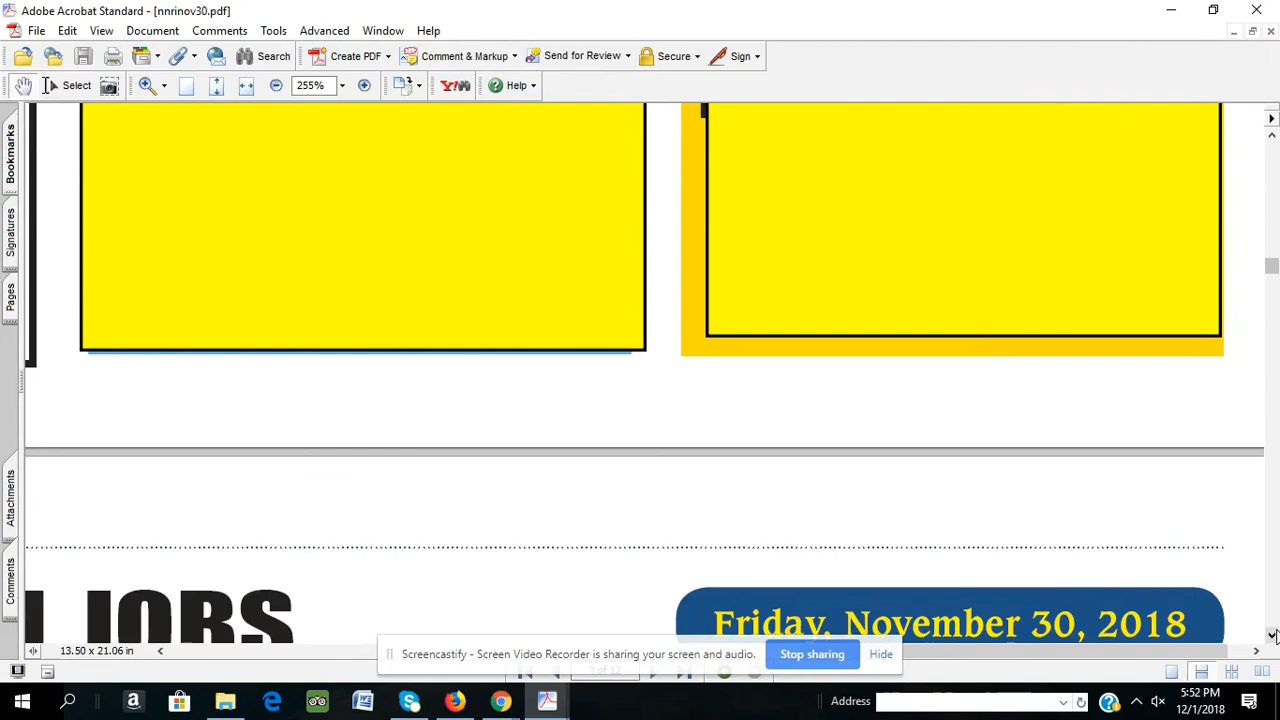 Adobe Acrobat Standard - [nnrinov30.pdf]
File Edit View Document Comments Tools Advanced Window Help
Search Create PDF Comment & Markup Send for Review Secure Sign
Select 255% Y! Help
Bookmarks
Signatures
Pages
Attachments
Comments
JOBS
Friday, November 30, 2018
13.50 x 21.06 in
Screencastify - Screen Video Recorder is sharing your screen and audio. Stop sharing Hide
3 of 12
Address
5:52 PM
12/1/2018